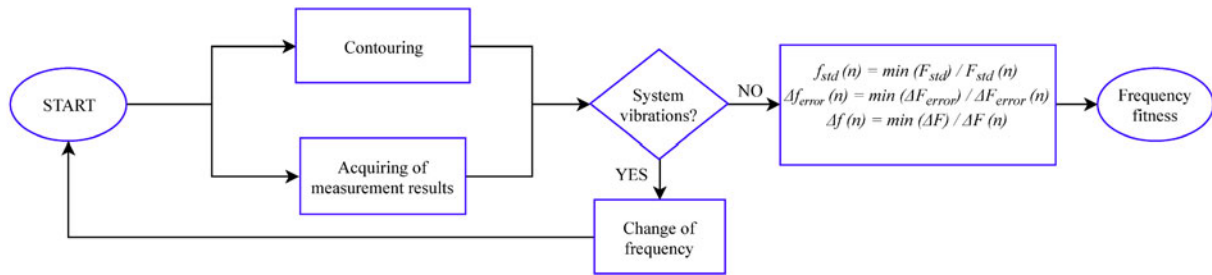 START
Contouring
Acquiring of
measurement results
System
vibrations?
NO
YES
Change of
frequency
f_std (n) = min (F_std) / F_std (n)
Δf_error (n) = min (ΔF_error) / ΔF_error (n)
Δf (n) = min (ΔF) / ΔF (n)
Frequency
fitness